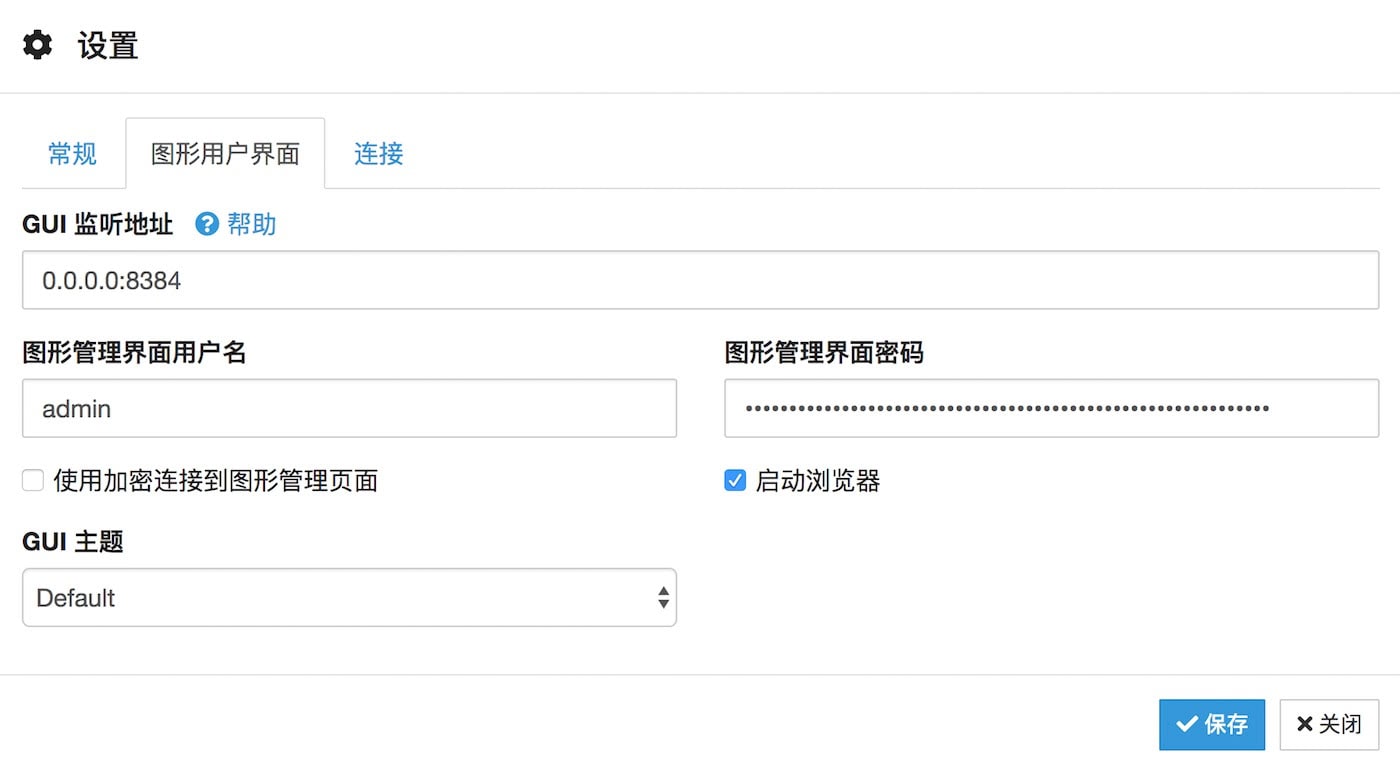 设置
常规 图形用户界面 连接
GUI 监听地址 帮助
0.0.0.0:8384
图形管理界面用户名 图形管理界面密码
admin
使用加密连接到图形管理页面 启动浏览器
GUI 主题
Default
保存 关闭